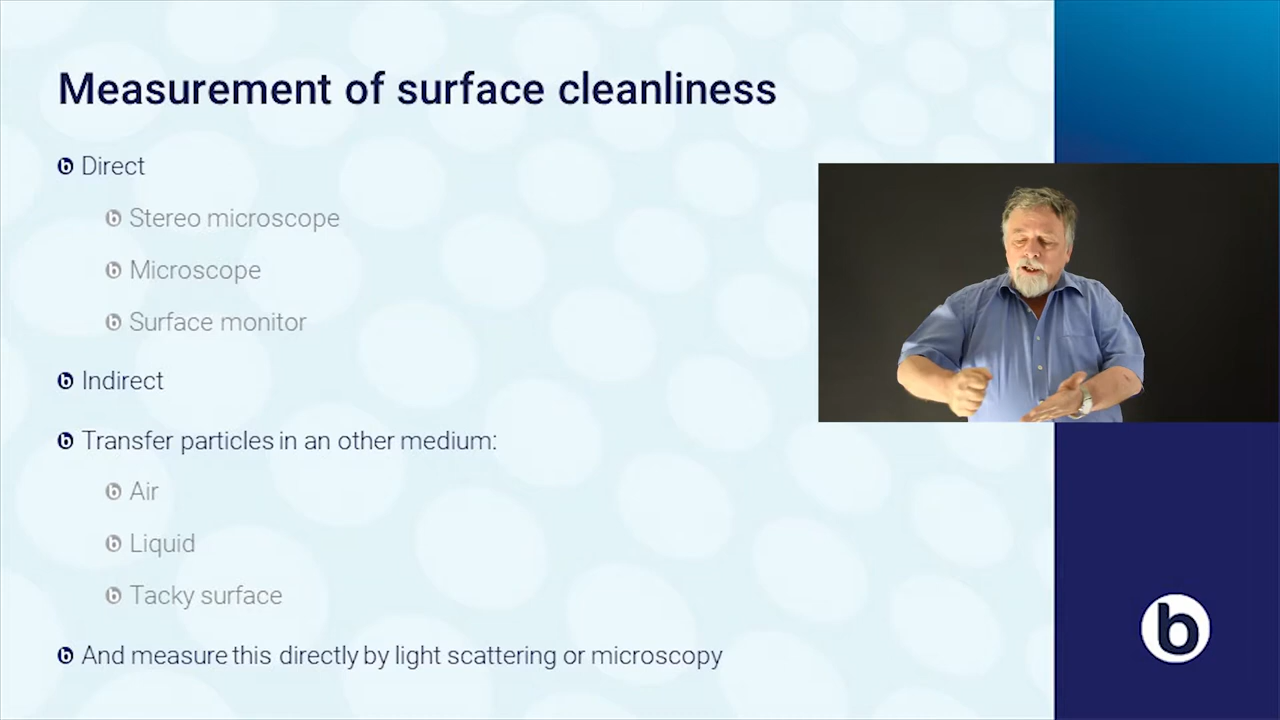 Measurement of surface cleanliness
Direct
Stereo microscope
Microscope
Surface monitor
Indirect
Transfer particles in an other medium:
Air
Liquid
Tacky surface
And measure this directly by light scattering or microscopy
b